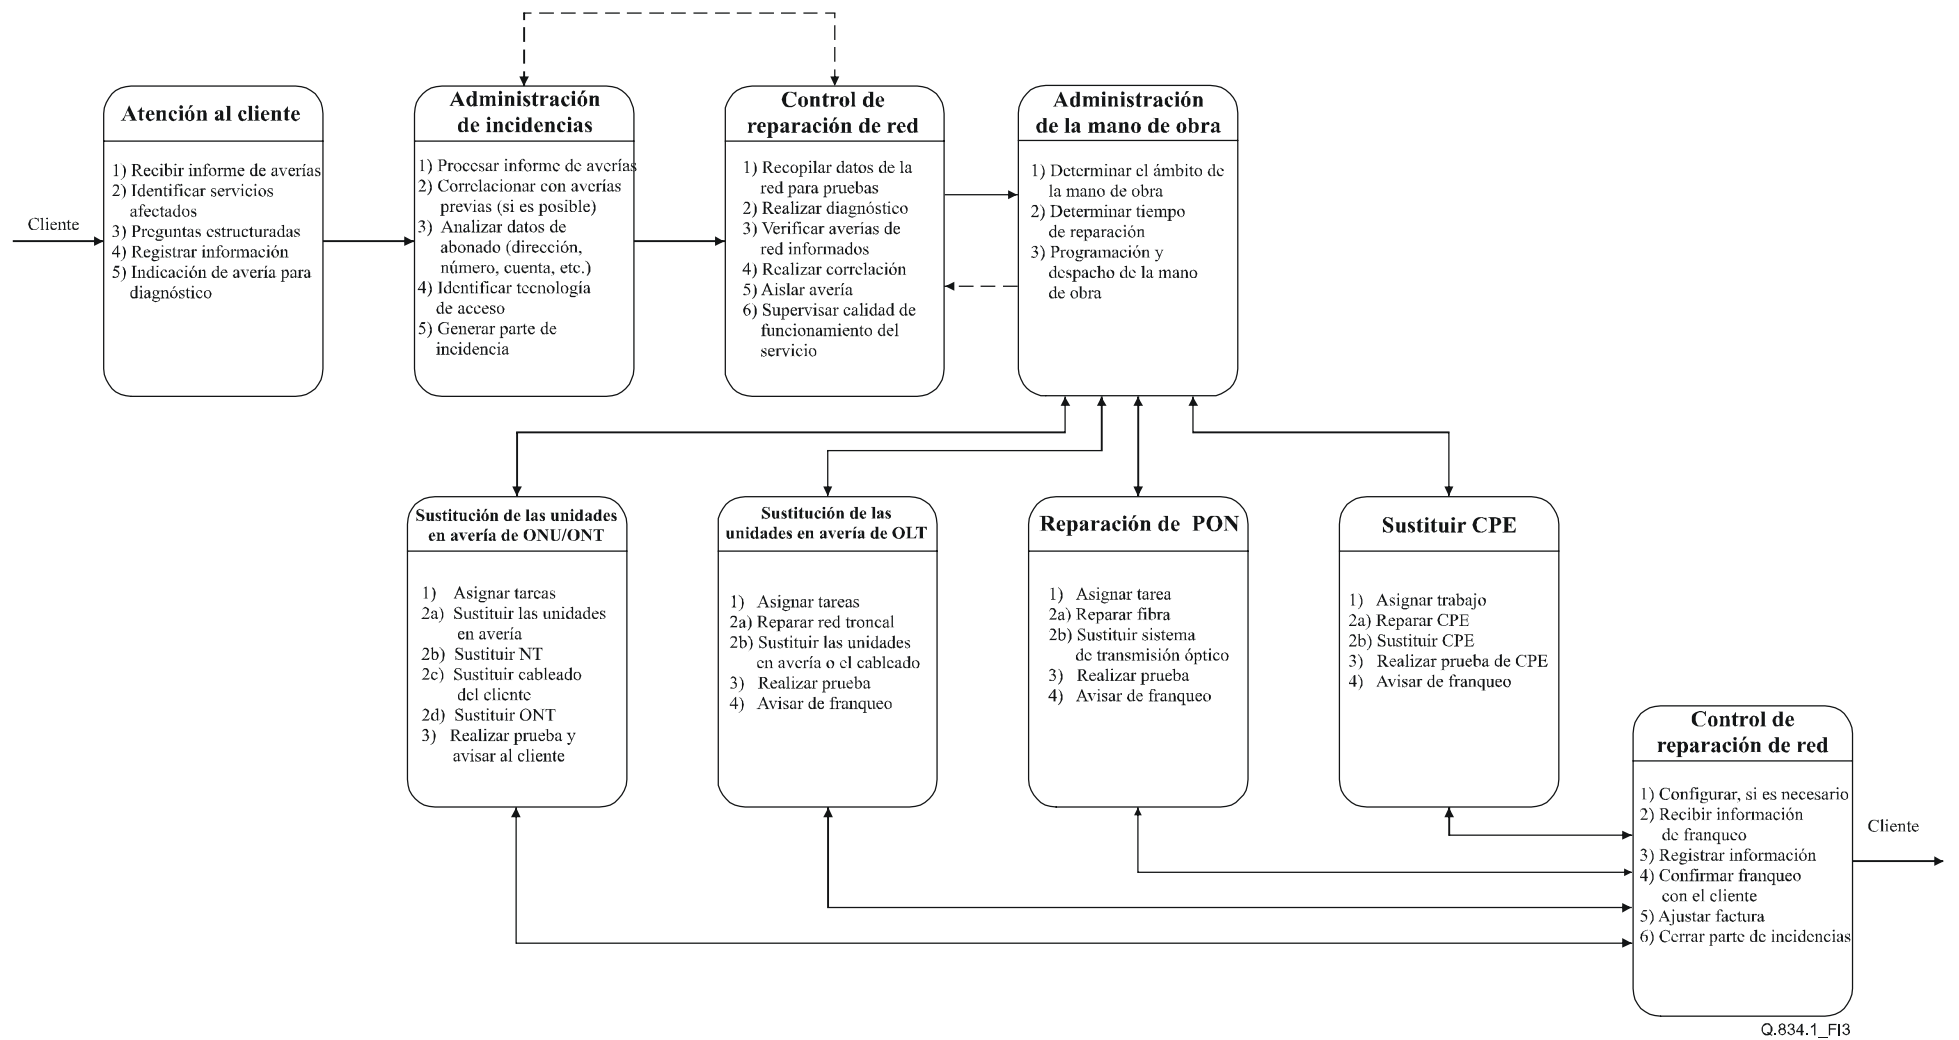 Cliente
Atención al cliente
1) Recibir informe de averías
2) Identificar servicios
afectados
3) Preguntas estructuradas
4) Registrar información
5) Indicación de avería para
diagnóstico
Administración
de incidencias
1) Procesar informe de averías
2) Correlacionar con averías
previas (si es posible)
3) Analizar datos de
abonado (dirección,
número, cuenta, etc.)
4) Identificar tecnología
de acceso
5) Generar parte de
incidencia
Control de
reparación de red
1) Recopilar datos de la
red para pruebas
2) Realizar diagnóstico
3) Verificar averías de
red informados
4) Realizar correlación
5) Aislar avería
6) Supervisar calidad de
funcionamiento del
servicio
Administración
de la mano de obra
1) Determinar el ámbito de
la mano de obra
2) Determinar tiempo
de reparación
3) Programación y
despacho de la mano
de obra
Sustitución de las unidades
en avería de ONU/ONT
1) Asignar tareas
2a) Sustituir las unidades
en avería
2b) Sustituir NT
2c) Sustituir cableado
del cliente
2d) Sustituir ONT
3) Realizar prueba y
avisar al cliente
Sustitución de las
unidades en avería de OLT
1) Asignar tareas
2a) Reparar red troncal
2b) Sustituir las unidades
en avería o el cableado
3) Realizar prueba
4) Avisar de franqueo
Reparación de PON
1) Asignar tarea
2a) Reparar fibra
2b) Sustituir sistema
de transmisión óptico
3) Realizar prueba
4) Avisar de franqueo
Sustituir CPE
1) Asignar trabajo
2a) Reparar CPE
2b) Sustituir CPE
3) Realizar prueba de CPE
4) Avisar de franqueo
Control de
reparación de red
1) Configurar, si es necesario
2) Recibir información
de franqueo
3) Registrar información
4) Confirmar franqueo
con el cliente
5) Ajustar factura
6) Cerrar parte de incidencias
Cliente
Q.834.1_FI3